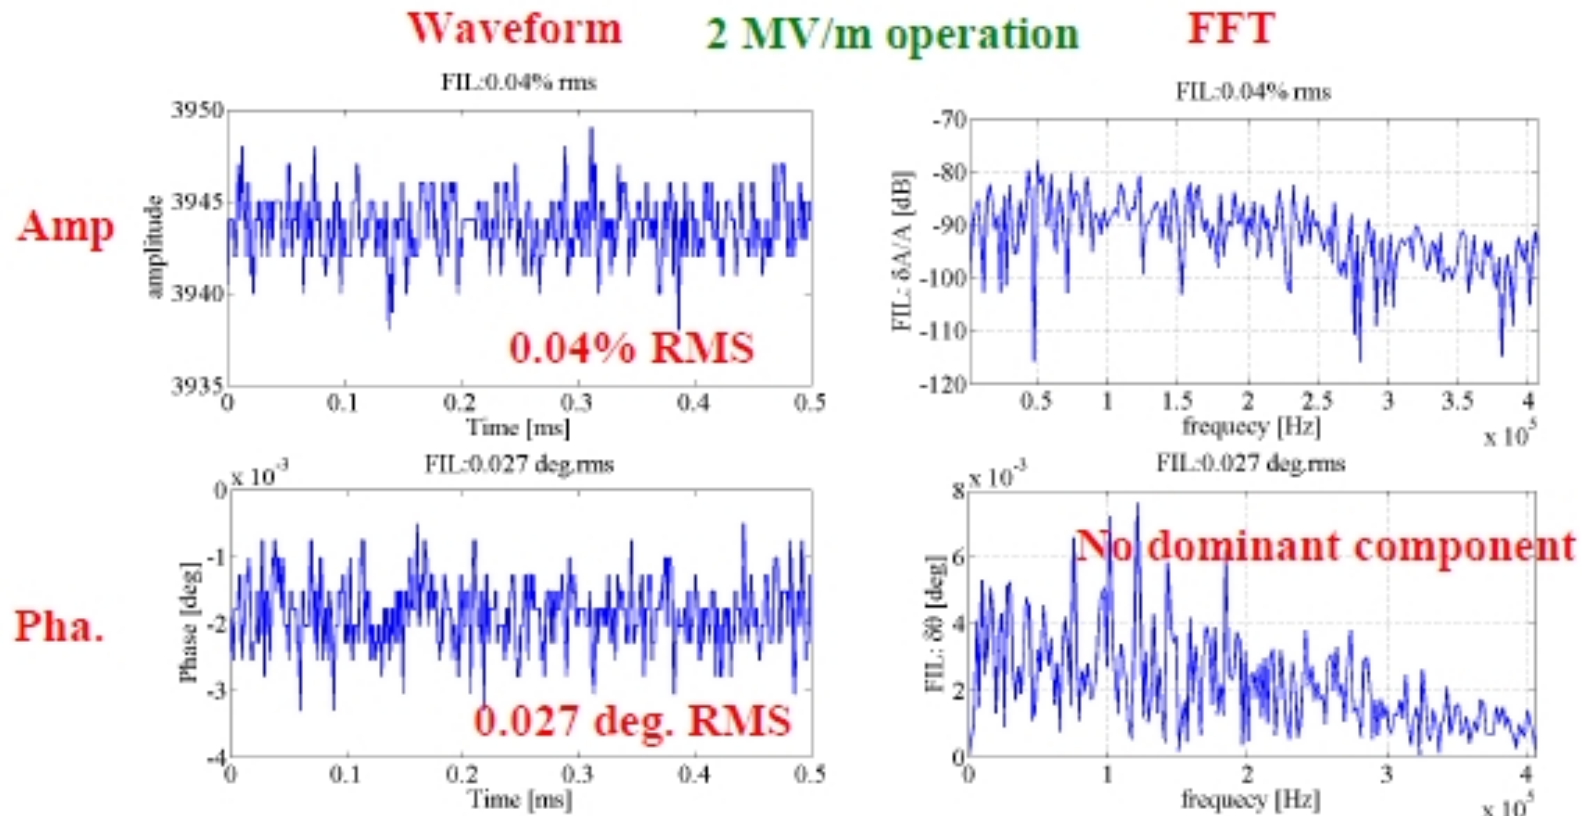 Waveform 2 MV/m operation FFT
FIL:0.04% rms
3950
3945
3940
3935
amplitude
0 0.1 0.2 0.3 0.4 0.5
Time [ms]
0.04% RMS
Amp
FIL:0.04% rms
-70
-80
-90
-100
-110
-120
FIL: δA/A [dB]
0.5 1 1.5 2 2.5 3 3.5 4
frequecy [Hz]
x 10^5
FIL:0.027 deg.rms
x 10^-3
0
-1
-2
-3
-4
Phase [deg.]
0 0.1 0.2 0.3 0.4 0.5
Time [ms]
0.027 deg. RMS
Pha.
FIL:0.027 deg.rms
x 10^-3
8
6
4
2
0
FIL: δθ [deg]
No dominant component
0 1 2 3 4
frequecy [Hz]
x 10^5